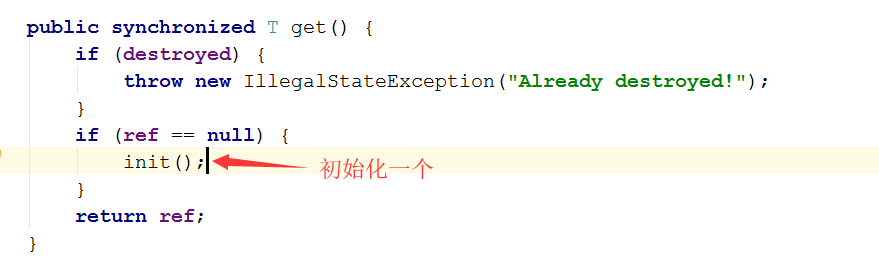 public synchronized T get() {
if (destroyed) {
throw new IllegalStateException("Already destroyed!");
}
if (ref == null) {
init(); 初始化一个
}
return ref;
}